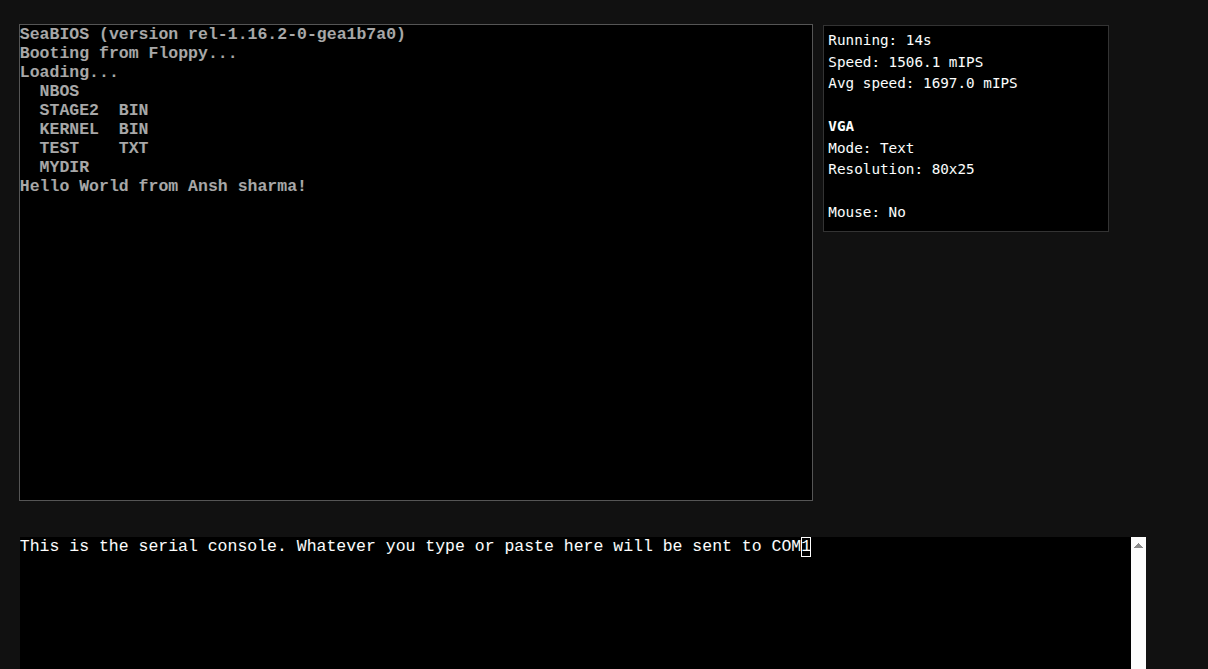 SeaBIOS (version rel-1.16.2-0-gea1b7a0)
Booting from Floppy...
Loading...
  NBOS
  STAGE2  BIN
  KERNEL  BIN
  TEST    TXT
  MYDIR
Hello World from Ansh sharma!
Running: 14s
Speed: 1506.1 mIPS
Avg speed: 1697.0 mIPS
VGA
Mode: Text
Resolution: 80x25
Mouse: No
This is the serial console. Whatever you type or paste here will be sent to COM1